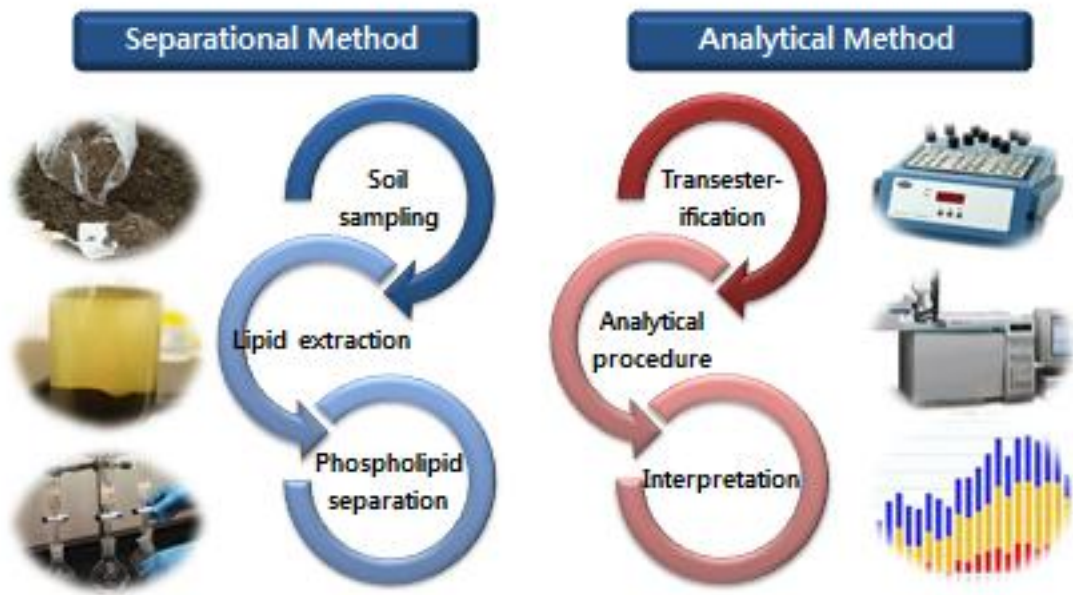 Separational Method
Analytical Method
Soil
sampling
Lipid extraction
Phospholipid
separation
Transester-
ification
Analytical
procedure
Interpretation